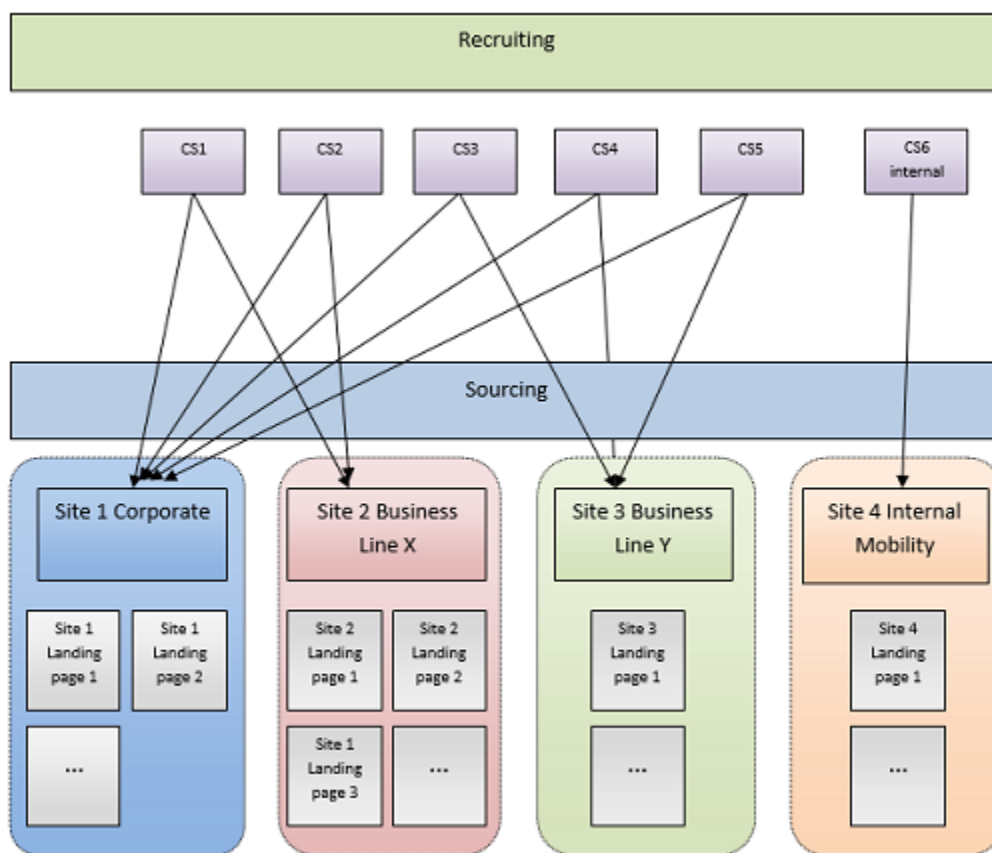 Recruiting
CS1
CS2
CS3
CS4
CS5
CS6
internal
Sourcing
Site 1 Corporate
Site 2 Business
Line X
Site 3 Business
Line Y
Site 4 Internal
Mobility
Site 1
Landing
page 1
Site 1
Landing
page 2
...
Site 2
Landing
page 1
Site 2
Landing
page 2
Site 1
Landing
page 3
...
Site 3
Landing
page 1
...
Site 4
Landing
page 1
...